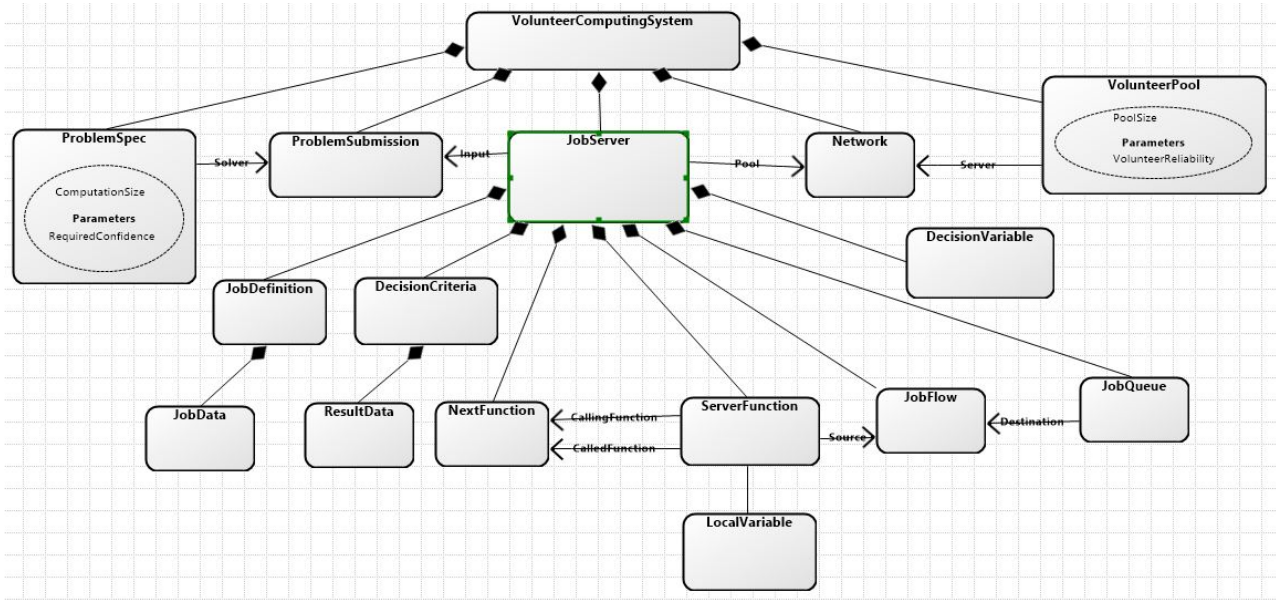 VolunteerComputingSystem
VolunteerPool
PoolSize
Parameters
VolunteerReliability
ProblemSpec
ComputationSize
Parameters
RequiredConfidence
Solver
ProblemSubmission
Input
JobServer
Pool
Network
Server
DecisionVariable
JobDefinition
DecisionCriteria
JobData
ResultData
NextFunction
CallingFunction
CalledFunction
ServerFunction
Source
JobFlow
Destination
JobQueue
LocalVariable